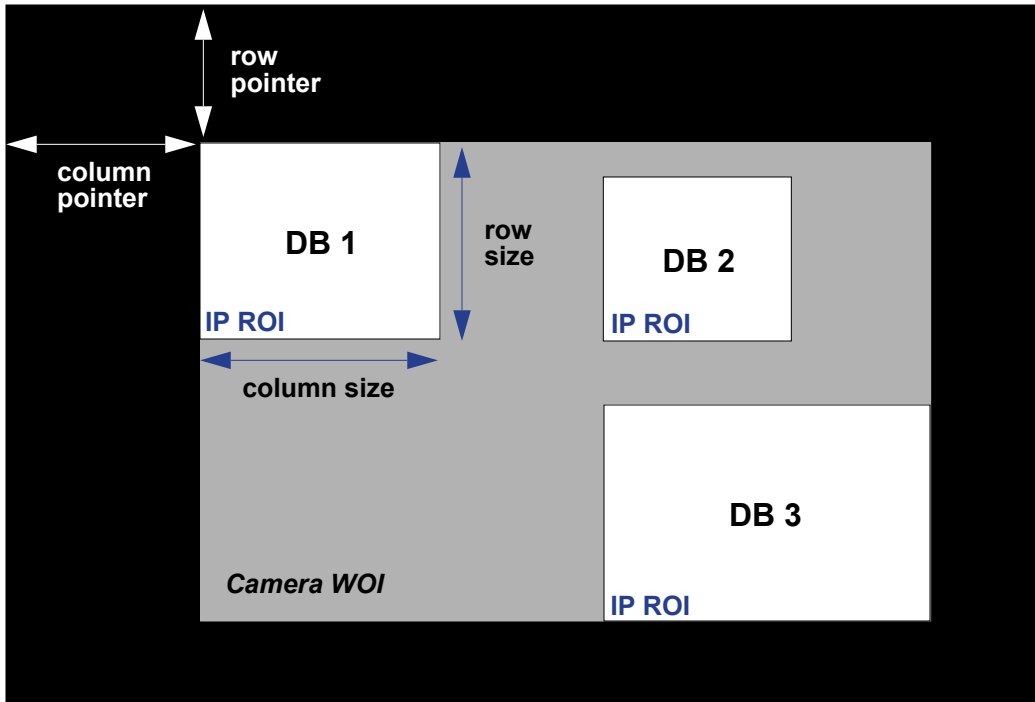 row
pointer
column
pointer
DB 1
IP ROI
row
size
column size
DB 2
IP ROI
DB 3
IP ROI
Camera WOI